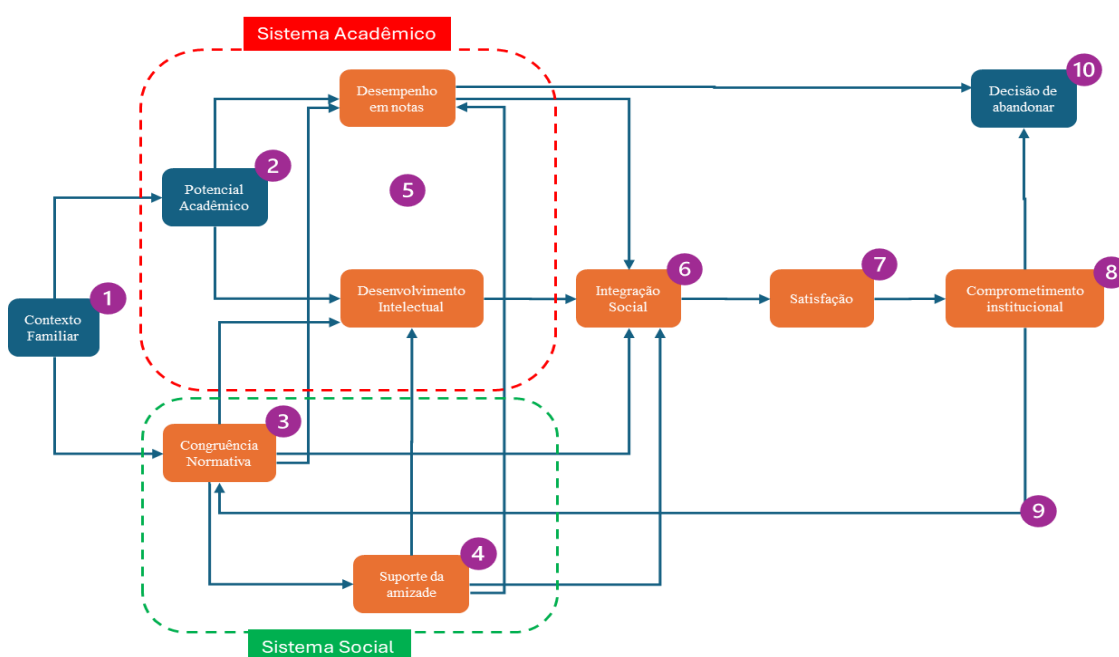 Sistema Acadêmico
Desempenho
em notas
10
Decisão de
abandonar
2
Potencial
Acadêmico
5
1
Contexto
Familiar
Desenvolvimento
Intelectual
6
Integração
Social
7
Satisfação
8
Comprometimento
institucional
3
Congruência
Normativa
9
4
Suporte da
amizade
Sistema Social